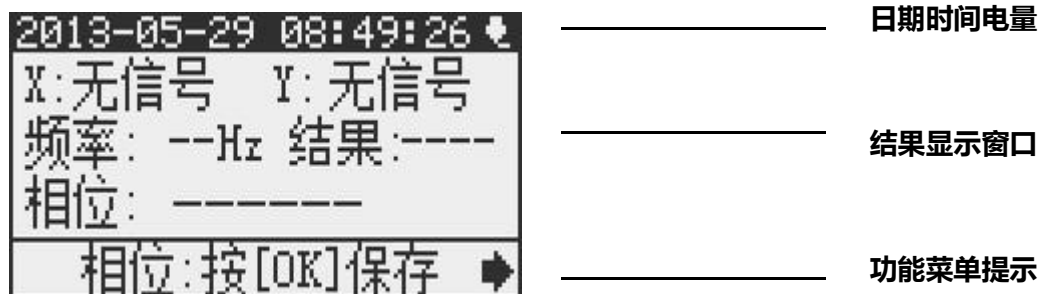 2013-05-29 08:49:26
日期时间电量
X:无信号 Y:无信号
频率: --Hz 结果:----
结果显示窗口
相位: ------
相位:按[OK]保存
功能菜单提示